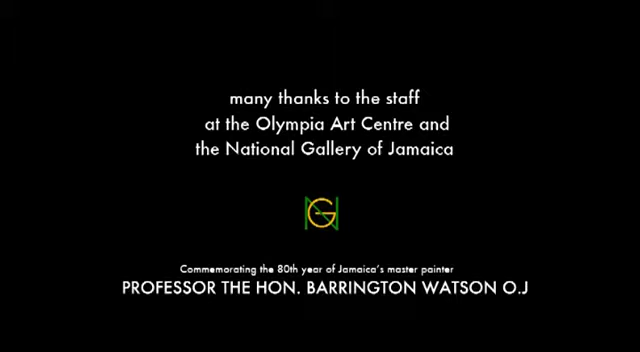 many thanks to the staff
at the Olympia Art Centre and
the National Gallery of Jamaica
NG
Commemorating the 80th year of Jamaica's master painter
PROFESSOR THE HON. BARRINGTON WATSON O.J